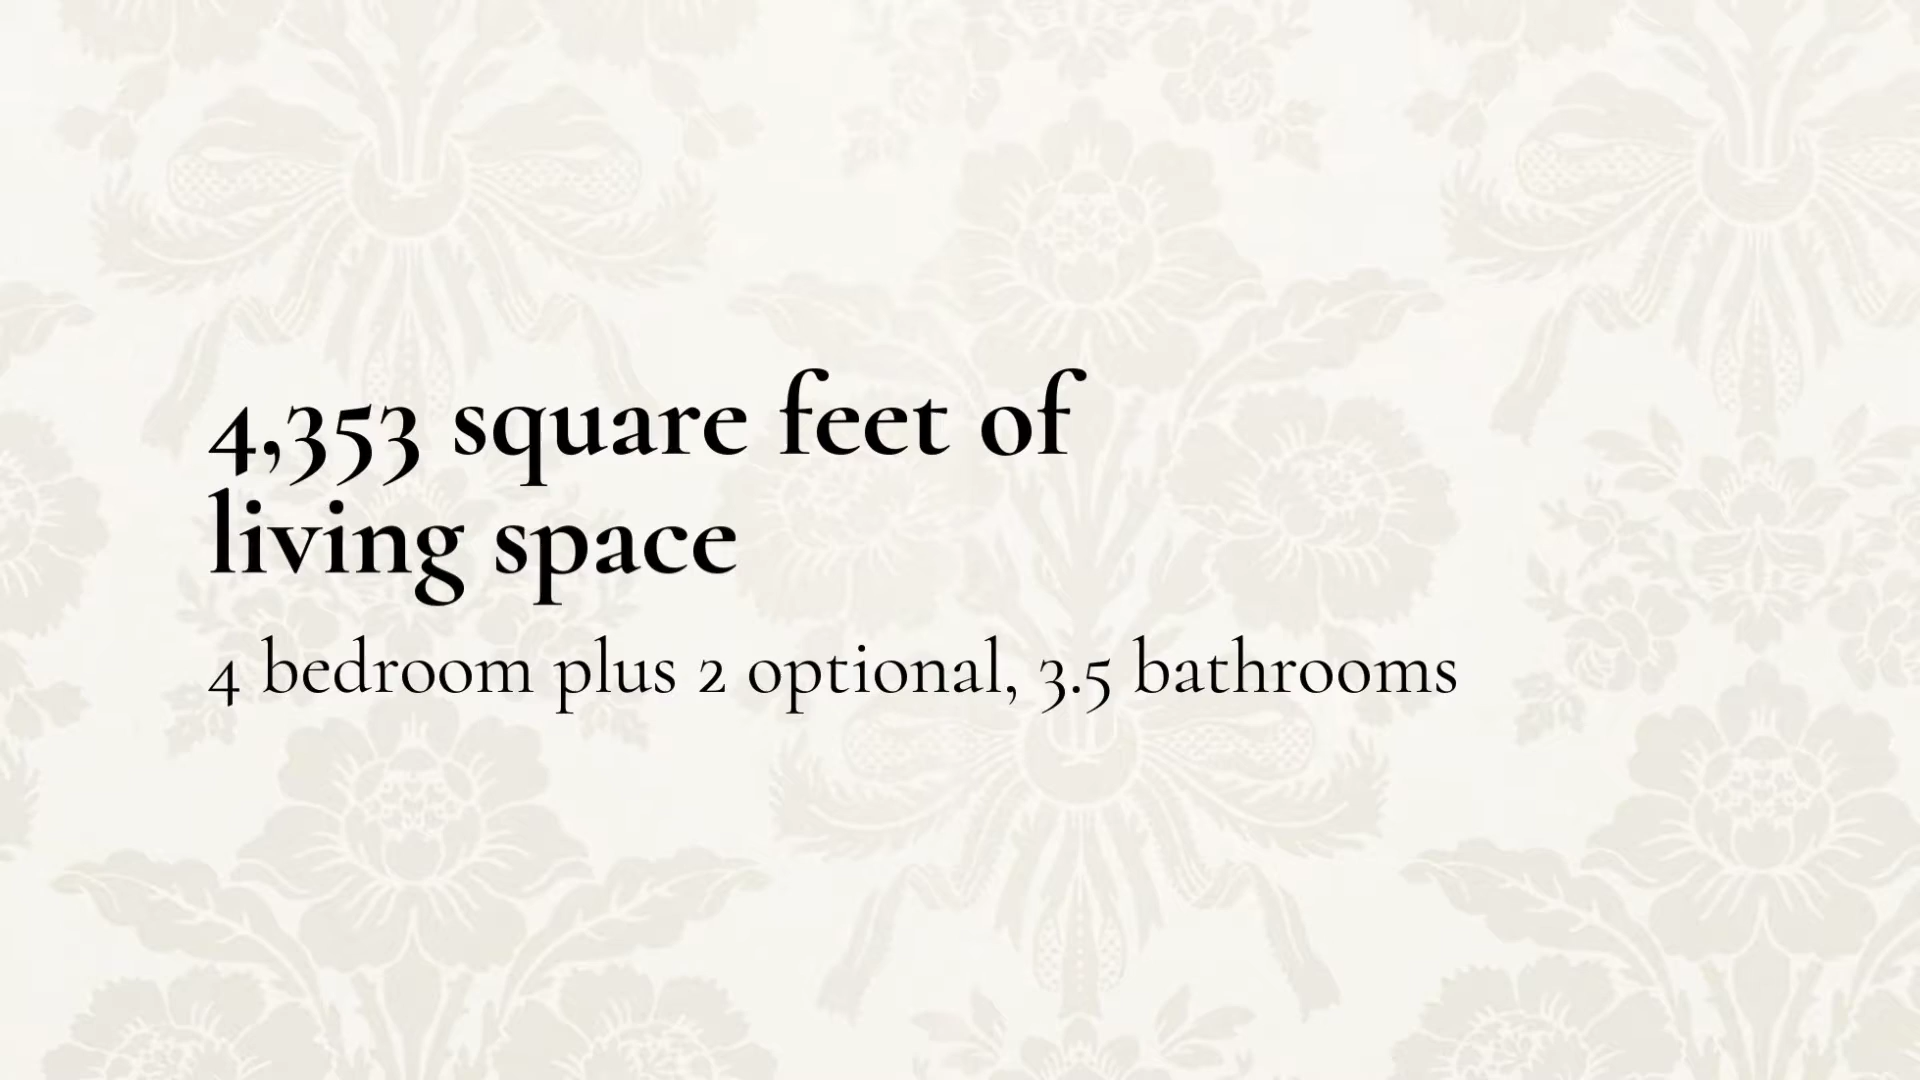 4,353 square feet of
living space
4 bedroom plus 2 optional, 3.5 bathrooms